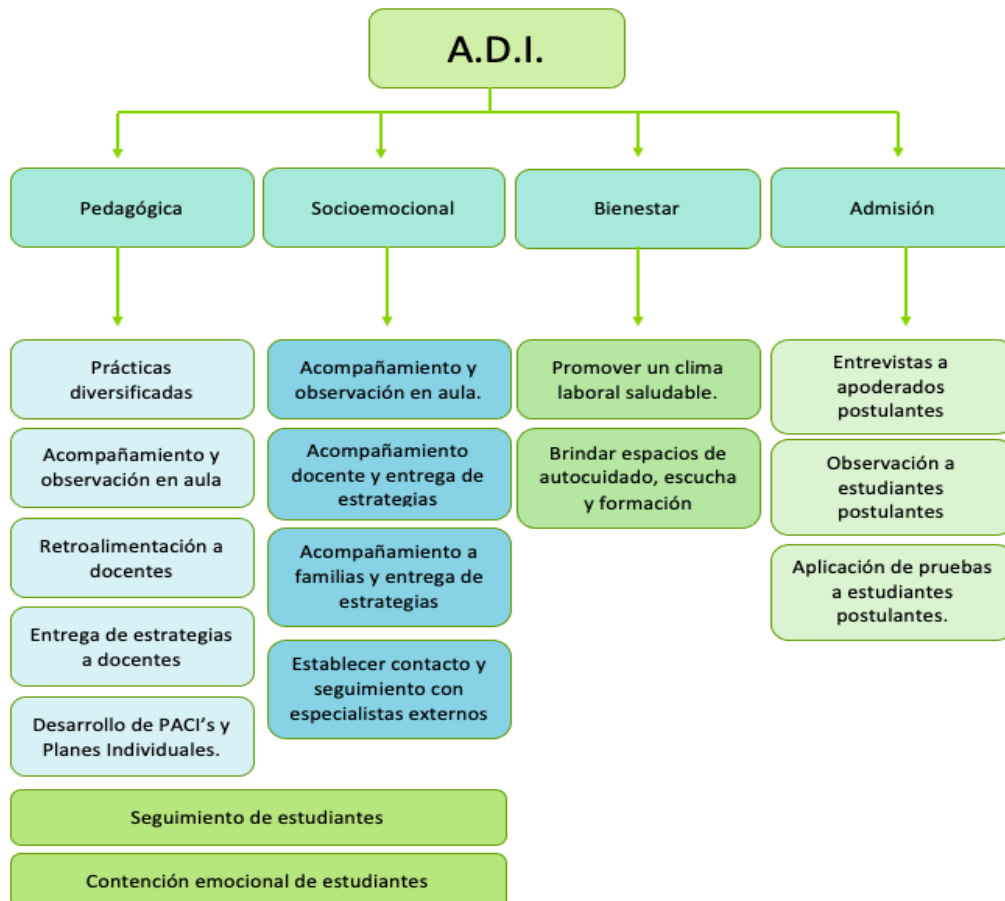 A.D.I.
Pedagógica
Socioemocional
Bienestar
Admisión
Prácticas
diversificadas
Acompañamiento y
observación en aula
Retroalimentación a
docentes
Entrega de estrategias
a docentes
Desarrollo de PACI's y
Planes Individuales.
Acompañamiento y
observación en aula.
Acompañamiento
docente y entrega de
estrategias
Acompañamiento a
familias y entrega de
estrategias
Establecer contacto y
seguimiento con
especialistas externos
Promover un clima
laboral saludable.
Brindar espacios de
autocuidado, escucha
y formación
Entrevistas a
apoderados
postulantes
Observación a
estudiantes
postulantes
Aplicación de pruebas
a estudiantes
postulantes.
Seguimiento de estudiantes
Contención emocional de estudiantes